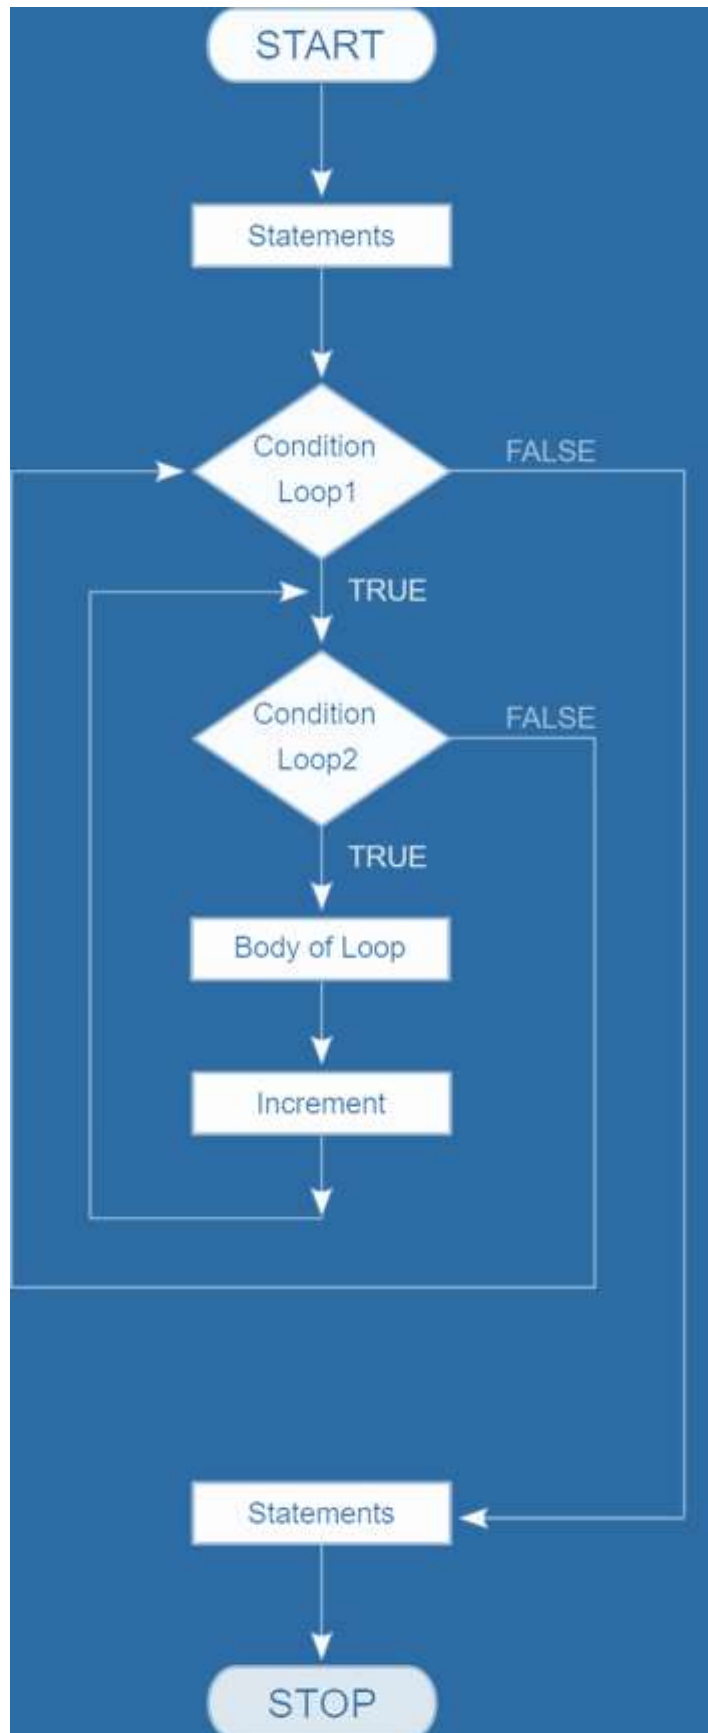 START
Statements
Condition
Loop1
FALSE
TRUE
Condition
Loop2
FALSE
TRUE
Body of Loop
Increment
Statements
STOP